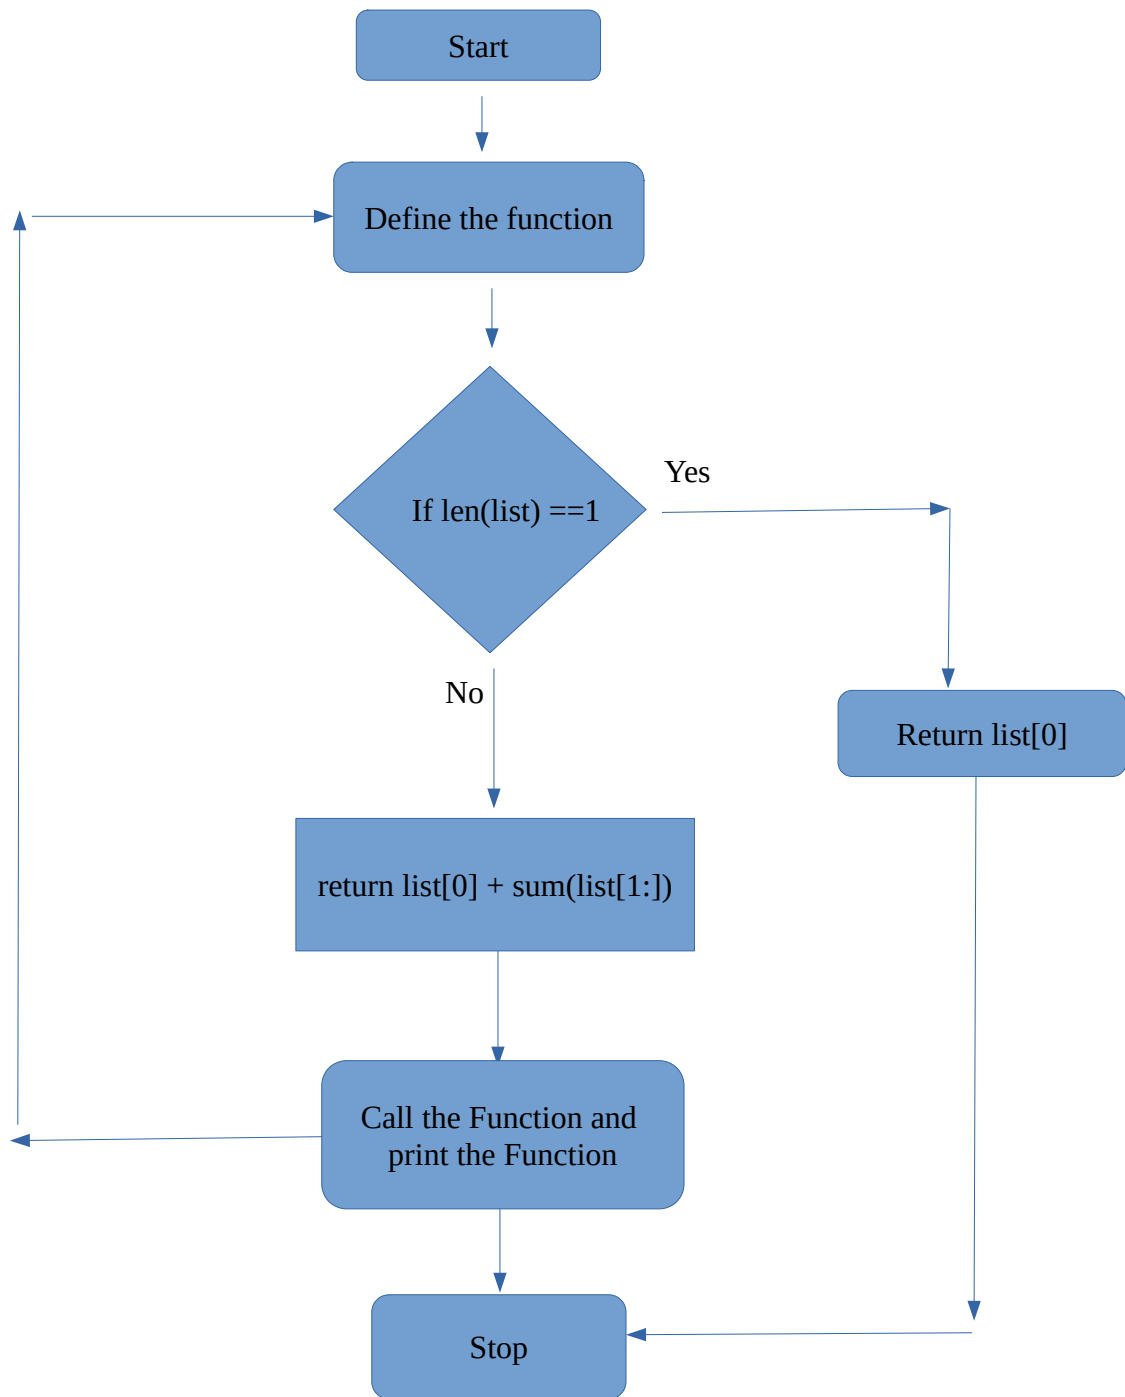 Start
Define the function
If len(list) ==1
Yes
No
Return list[0]
return list[0] + sum(list[1:])
Call the Function and
print the Function
Stop